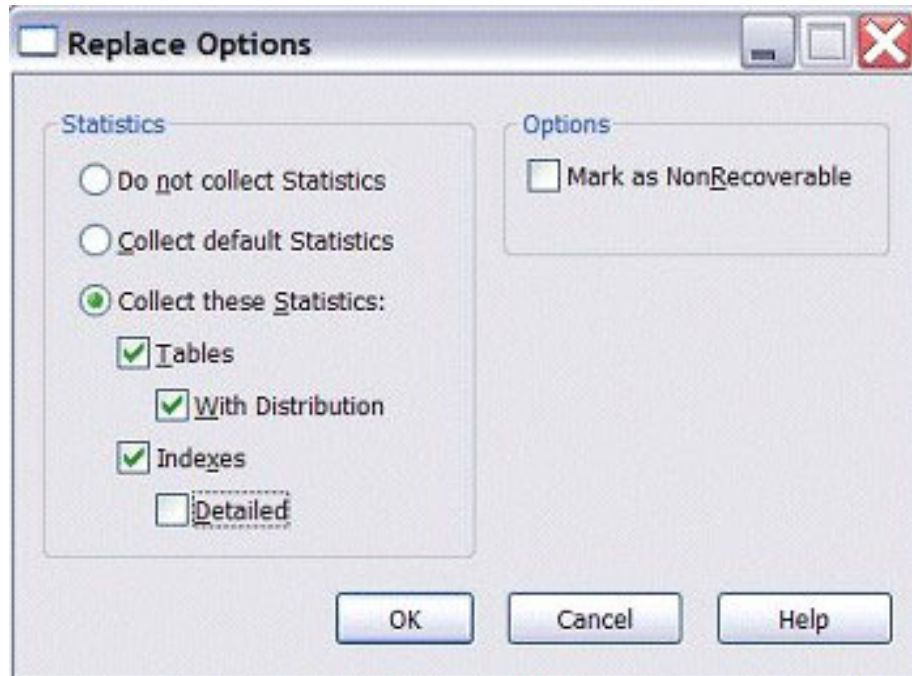 Replace Options
Statistics
Do not collect Statistics
Collect default Statistics
Collect these Statistics:
Tables
With Distribution
Indexes
Detailed
Options
Mark as NonRecoverable
OK
Cancel
Help